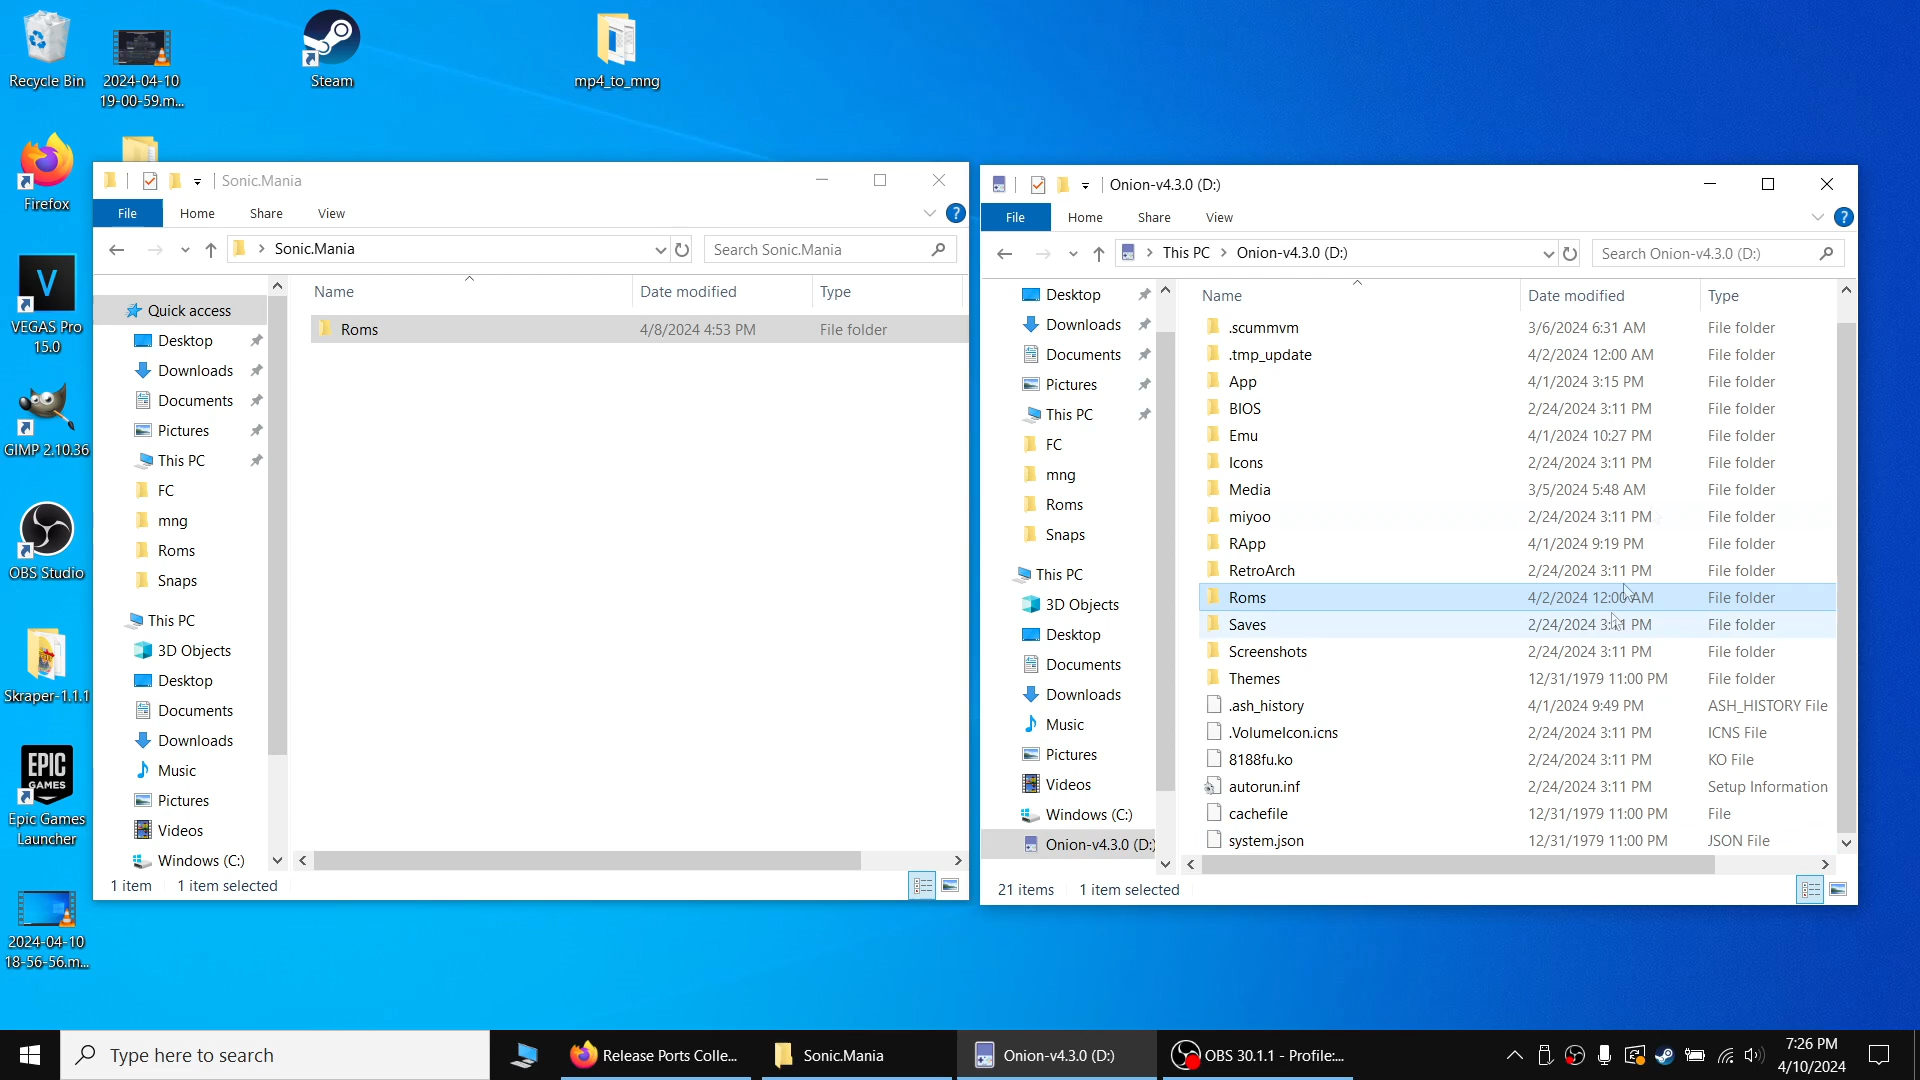 Recycle Bin
2024-04-10
19-00-59.m...
Steam
mp4_to_mng
Firefox
VEGAS Pro
15.0
GIMP 2.10.36
OBS Studio
Skraper-1.1.1
Epic Games
Launcher
2024-04-10
18-56-56.m...
Sonic.Mania
File
Home
Share
View
Sonic.Mania
Search Sonic.Mania
Name
Date modified
Type
Quick access
Desktop
Downloads
Documents
Pictures
This PC
FC
mng
Roms
Snaps
This PC
3D Objects
Desktop
Documents
Downloads
Music
Pictures
Videos
Windows (C:)
Roms 4/8/2024 4:53 PM File folder
1 item 1 item selected
Onion-v4.3.0 (D:)
File
Home
Share
View
This PC > Onion-v4.3.0 (D:)
Search Onion-v4.3.0 (D:)
Name
Date modified
Type
Desktop
Downloads
Documents
Pictures
This PC
FC
mng
Roms
Snaps
This PC
3D Objects
Desktop
Documents
Downloads
Music
Pictures
Videos
Windows (C:)
Onion-v4.3.0 (D:)
.scummvm 3/6/2024 6:31 AM File folder
.tmp_update 4/2/2024 12:00 AM File folder
App 4/1/2024 3:15 PM File folder
BIOS 2/24/2024 3:11 PM File folder
Emu 4/1/2024 10:27 PM File folder
Icons 2/24/2024 3:11 PM File folder
Media 3/5/2024 5:48 AM File folder
miyoo 2/24/2024 3:11 PM File folder
RApp 4/1/2024 9:19 PM File folder
RetroArch 2/24/2024 3:11 PM File folder
Roms 4/2/2024 12:00 AM File folder
Saves 2/24/2024 3:11 PM File folder
Screenshots 2/24/2024 3:11 PM File folder
Themes 12/31/1979 11:00 PM File folder
.ash_history 4/1/2024 9:49 PM ASH_HISTORY File
.VolumeIcon.icns 2/24/2024 3:11 PM ICNS File
8188fu.ko 2/24/2024 3:11 PM KO File
autorun.inf 2/24/2024 3:11 PM Setup Information
cachefile 12/31/1979 11:00 PM File
system.json 12/31/1979 11:00 PM JSON File
21 items 1 item selected
Type here to search
Release Ports Colle...
Sonic.Mania
Onion-v4.3.0 (D:)
OBS 30.1.1 - Profile:...
7:26 PM
4/10/2024